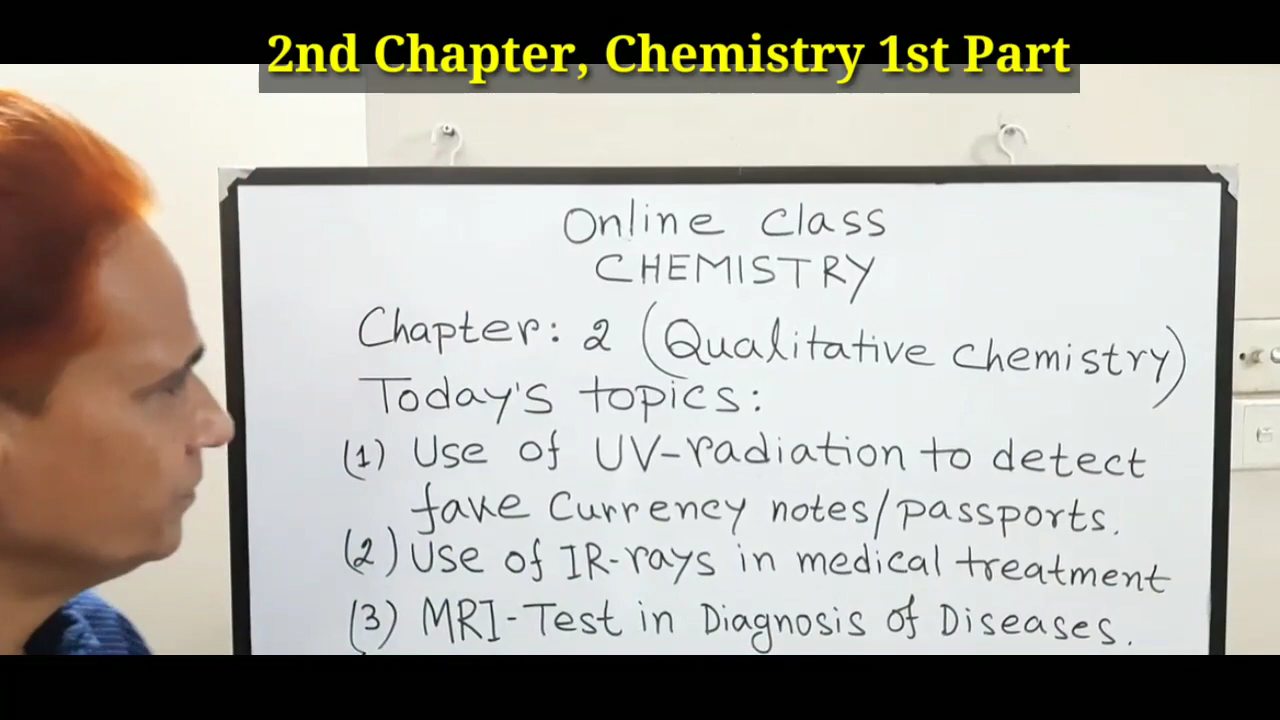 2nd Chapter, Chemistry 1st Part
Online Class
CHEMISTRY
Chapter: 2 (Qualitative Chemistry)
Today's topics:
(1) Use of UV-radiation to detect
fake Currency notes/passports.
(2) Use of IR-rays in medical treatment
(3) MRI-Test in Diagnosis of Diseases.